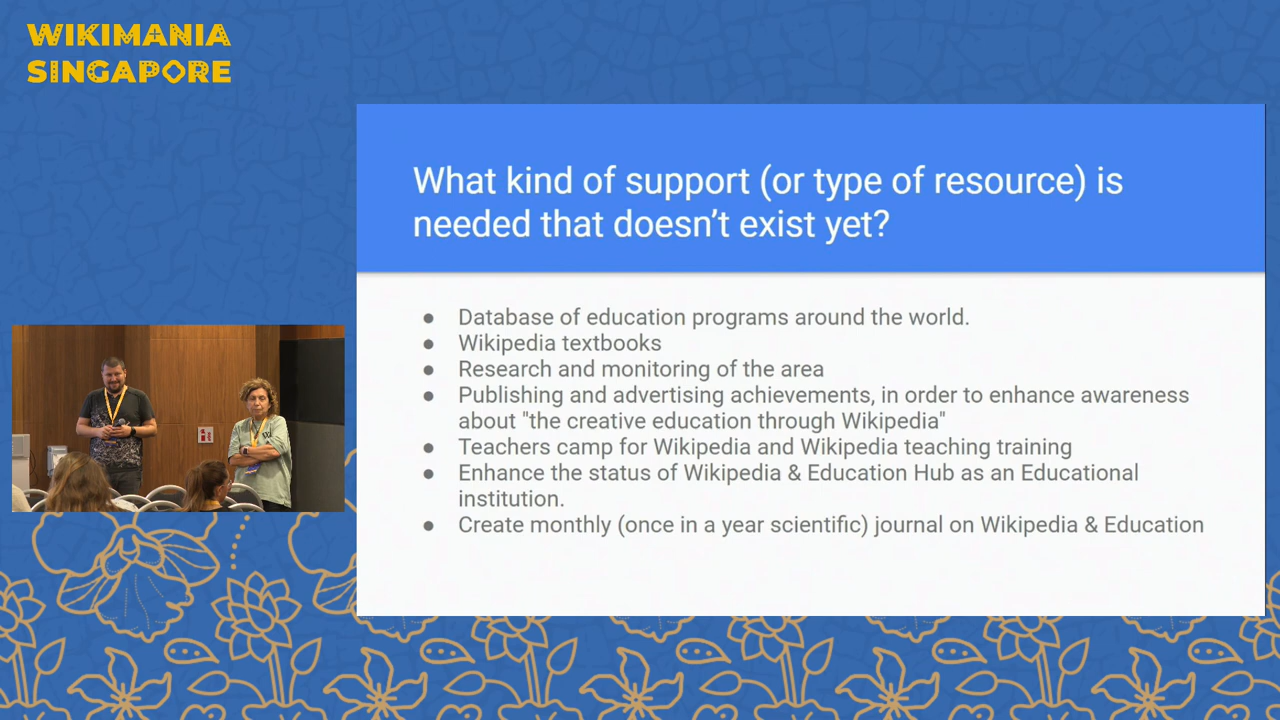 WIKIMANIA
SINGAPORE
What kind of support (or type of resource) is
needed that doesn’t exist yet?
● Database of education programs around the world.
● Wikipedia textbooks
● Research and monitoring of the area
● Publishing and advertising achievements, in order to enhance awareness
about "the creative education through Wikipedia"
● Teachers camp for Wikipedia and Wikipedia teaching training
● Enhance the status of Wikipedia & Education Hub as an Educational
institution.
● Create monthly (once in a year scientific) journal on Wikipedia & Education